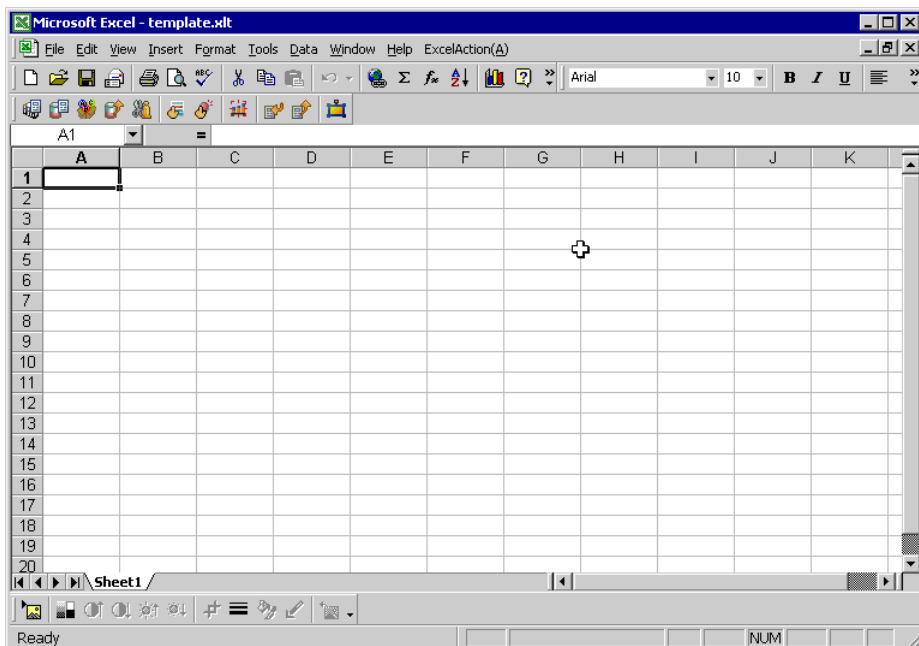 Microsoft Excel - template.xlt
File Edit View Insert Format Tools Data Window Help ExcelAction(A)
ABC Σ fx A Z ? » Arial 10 B I U »
A1 =
A B C D E F G H I J K
1
2
3
4
5
6
7
8
9
10
11
12
13
14
15
16
17
18
19
20
Sheet1
Ready NUM